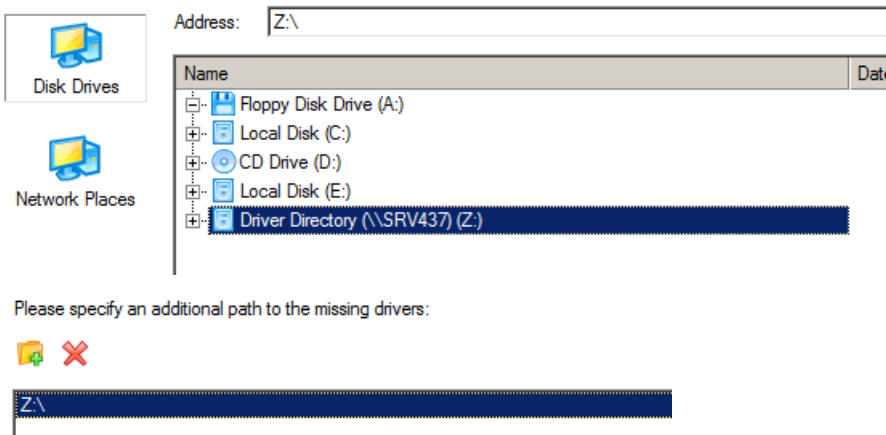 Address: Z:\
Disk Drives
Name Date
Floppy Disk Drive (A:)
Local Disk (C:)
CD Drive (D:)
Local Disk (E:)
Driver Directory (\\SRV437) (Z:)
Network Places
Please specify an additional path to the missing drivers:
Z:\